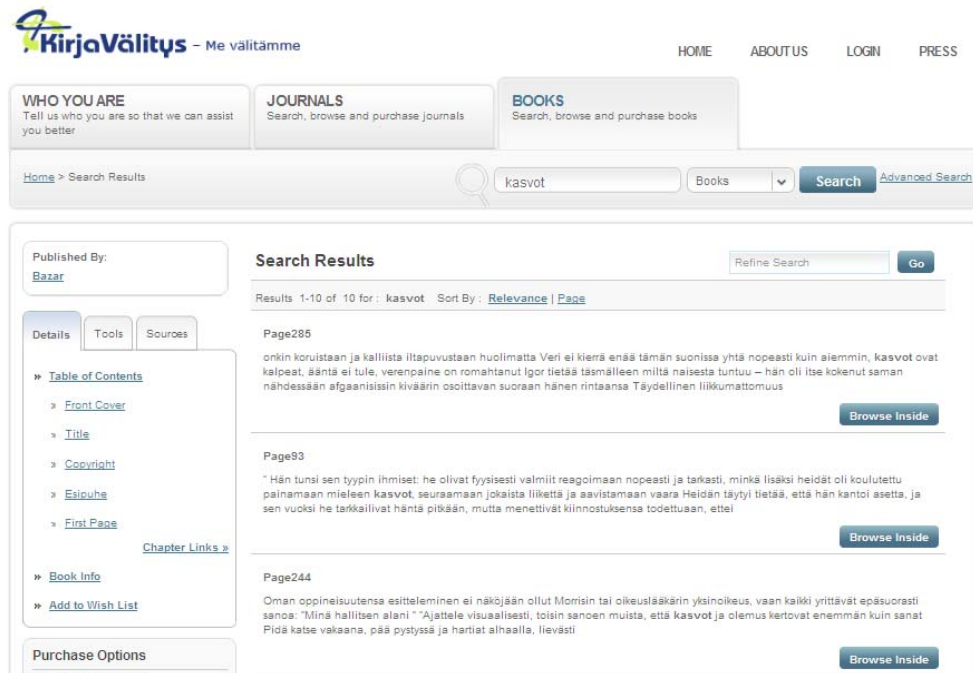 KirjaVälitys – Me välitämme
HOME ABOUT US LOGIN PRESS
WHO YOU ARE
Tell us who you are so that we can assist
you better
JOURNALS
Search, browse and purchase journals
BOOKS
Search, browse and purchase books
Home > Search Results
kasvot
Books
Search
Advanced Search
Published By:
Bazar
Details
Tools
Sources
» Table of Contents
» Front Cover
» Title
» Copyright
» Esipuhe
» First Page
Chapter Links »
» Book Info
» Add to Wish List
Purchase Options
Search Results
Refine Search
Go
Results 1-10 of 10 for : kasvot Sort By : Relevance | Page
Page285
onkin koruistaan ja kalliista iltapuvustaan huolimatta Veri ei kierrä enää tämän suonissa yhtä nopeasti kuin aiemmin, kasvot ovat
kalpeat, ääntä ei tule, verenpaine on romahtanut Igor tietää täsmälleen miltä naisesta tuntuu – hän oli itse kokenut saman
nähdessään afgaanisissin kiväärin osoittavan suoraan hänen rintaansa Täydellinen liikkumattomuus
Browse Inside
Page93
" Hän tunsi sen tyypin ihmiset: he olivat fyysisesti valmiit reagoimaan nopeasti ja tarkasti, minkä lisäksi heidät oli koulutettu
painamaan mieleen kasvot, seuraamaan jokaista liikettä ja aavistamaan vaara Heidän täytyi tietää, että hän kantoi asetta, ja
sen vuoksi he tarkkailivat häntä pitkään, mutta menettivät kiinnostuksensa todettuaan, ettei
Browse Inside
Page244
Oman oppineisuutensa esitteleminen ei näköjään ollut Morrisin tai oikeuslääkärin yksinoikeus, vaan kaikki yrittävät epäsuorasti
sanoa: "Minä hallitsen alani " "Ajattele visuaalisesti, toisin sanoen muista, että kasvot ja olemus kertovat enemmän kuin sanat
Pidä katse vakaana, pää pystyssä ja hartiat alhaalla, lievästi
Browse Inside